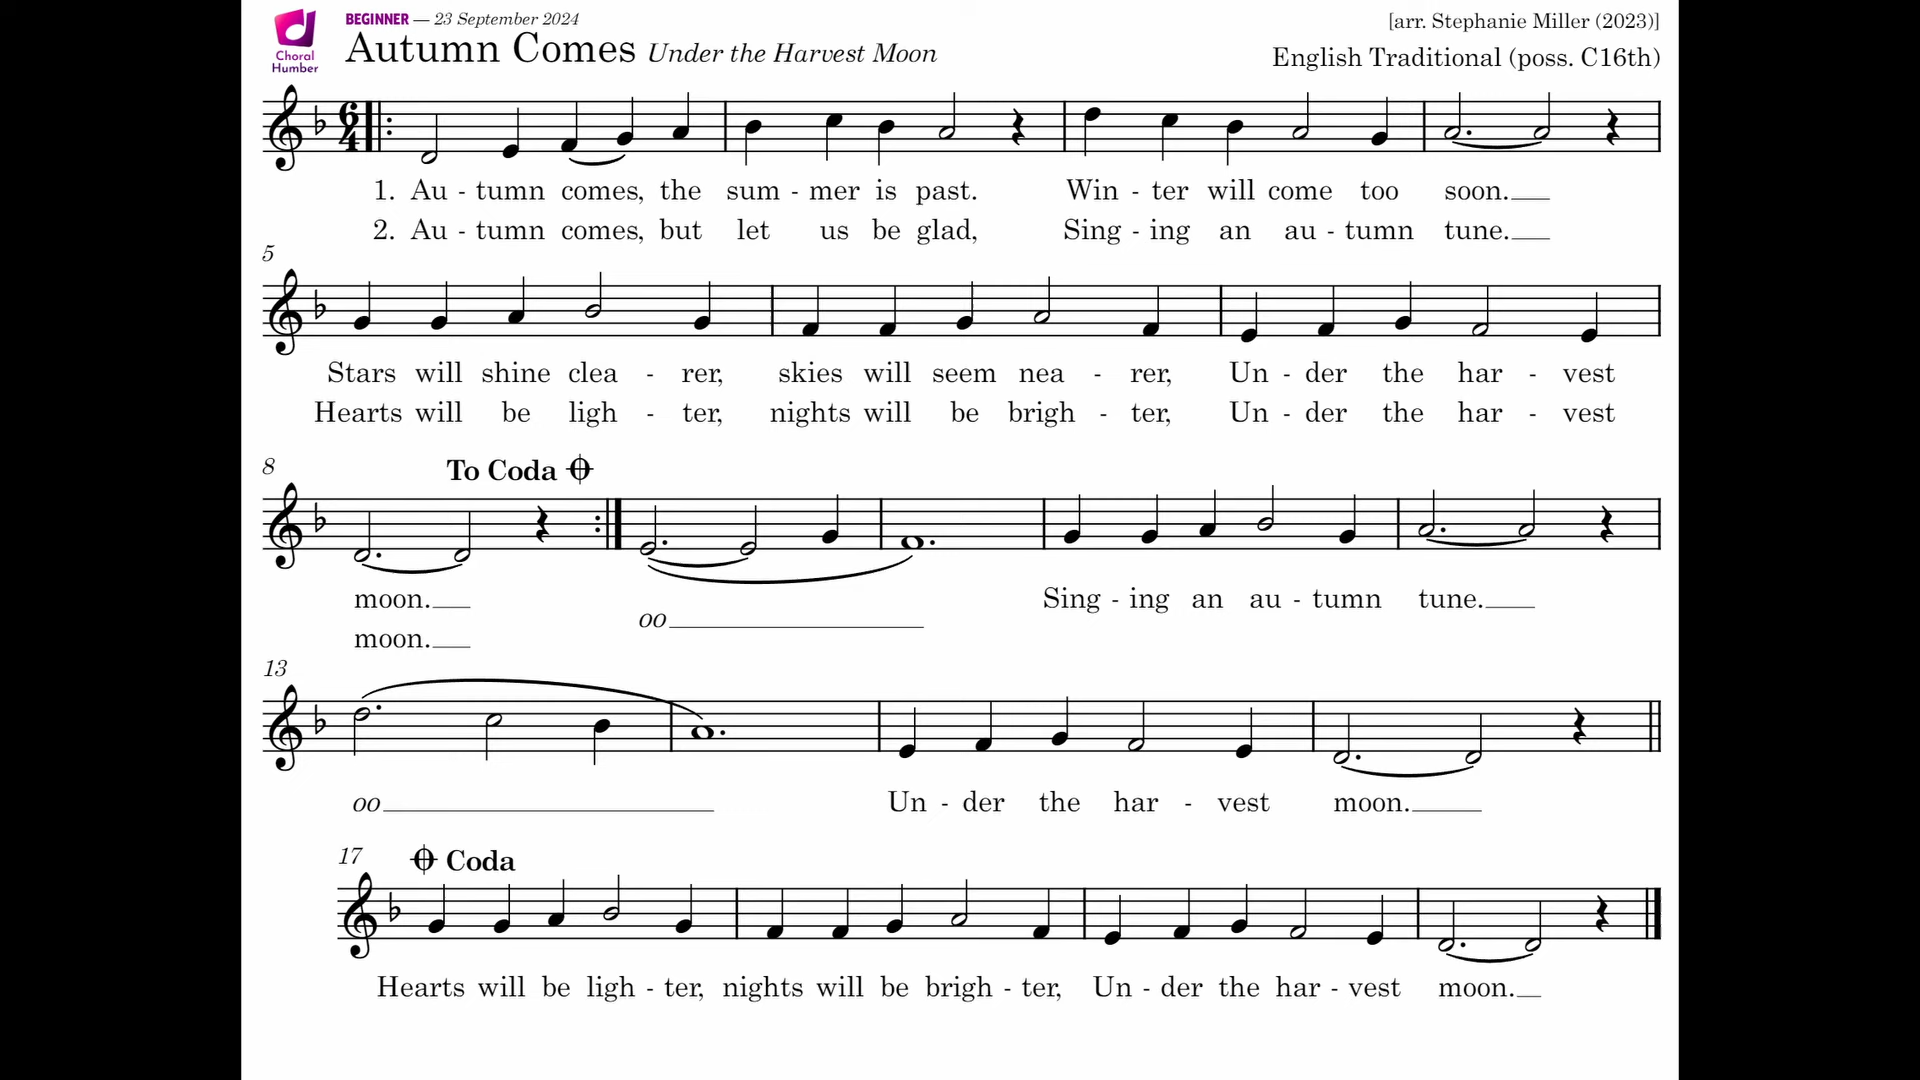 BEGINNER — 23 September 2024
[arr. Stephanie Miller (2023)]
Choral
Humber
Autumn Comes Under the Harvest Moon
English Traditional (poss. C16th)
6
4
1. Au - tumn comes, the sum - mer is past. Win - ter will come too soon.
2. Au - tumn comes, but let us be glad, Sing - ing an au - tumn tune.
5
Stars will shine clea - rer, skies will seem nea - rer, Un - der the har - vest
Hearts will be ligh - ter, nights will be brigh - ter, Un - der the har - vest
8
To Coda
moon. oo Sing - ing an au - tumn tune.
moon.
13
oo Un - der the har - vest moon.
17
Coda
Hearts will be ligh - ter, nights will be brigh - ter, Un - der the har - vest moon.